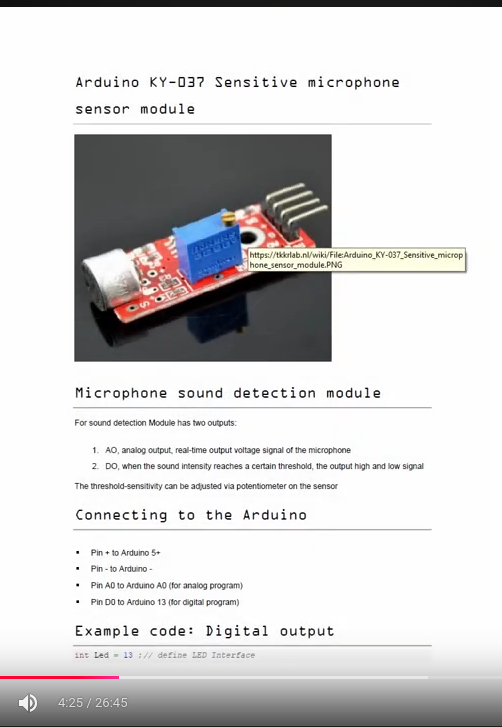 Arduino KY-037 Sensitive microphone
sensor module
https://tkkrlab.nl/wiki/File:Arduino_KY-037_Sensitive_microp
hone_sensor_module.PNG
Microphone sound detection module
For sound detection Module has two outputs:
1. AO, analog output, real-time output voltage signal of the microphone
2. DO, when the sound intensity reaches a certain threshold, the output high and low signal
The threshold-sensitivity can be adjusted via potentiometer on the sensor
Connecting to the Arduino
▪ Pin + to Arduino 5+
▪ Pin - to Arduino -
▪ Pin A0 to Arduino A0 (for analog program)
▪ Pin D0 to Arduino 13 (for digital program)
Example code: Digital output
int Led = 13 ;// define LED Interface
4:25 / 26:45